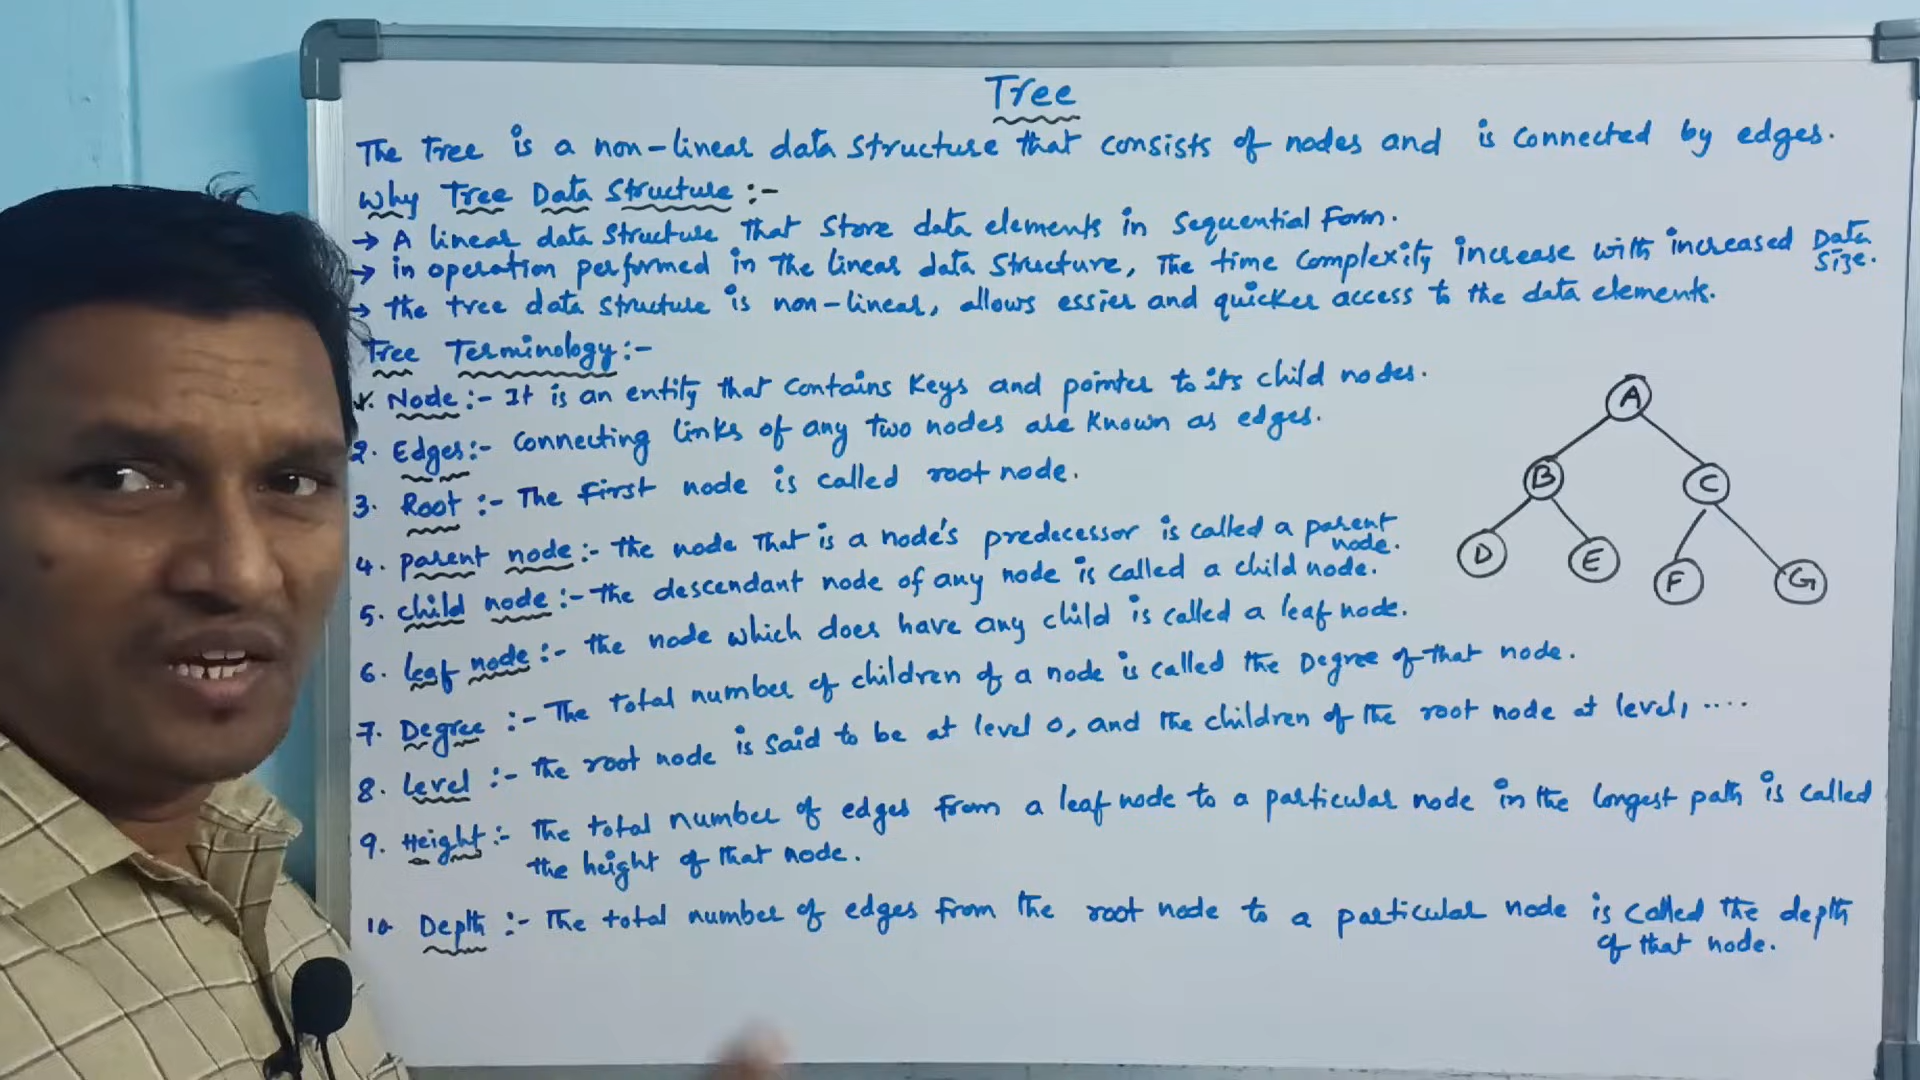 Tree
The Tree is a non-linear data structure that consists of nodes and is connected by edges.
Why Tree Data Structure :-
→ A linear data structure that store data elements in sequential form.
→ in operation performed in the linear data structure, the time complexity increase with increased Data
size.
→ the tree data structure is non-linear, allows essier and quicker access to the data elements.
Tree Terminology :-
1. Node :- It is an entity that contains keys and pointer to its child nodes.
2. Edges :- connecting links of any two nodes are known as edges.
3. Root :- The first node is called root node.
4. parent node :- the node that is a node's predecessor is called a parent
node.
5. child node :- the descendant node of any node is called a child node.
6. leaf node :- the node which does have any child is called a leaf node.
7. Degree :- The total number of children of a node is called the Degree of that node.
8. Level :- the root node is said to be at level 0, and the children of the root node at level, ....
9. Height :- the total number of edges from a leaf node to a particular node in the longest path is called
the height of that node.
10 Depth :- The total number of edges from the root node to a particular node is called the depth
of that node.
A
B C
D E F G